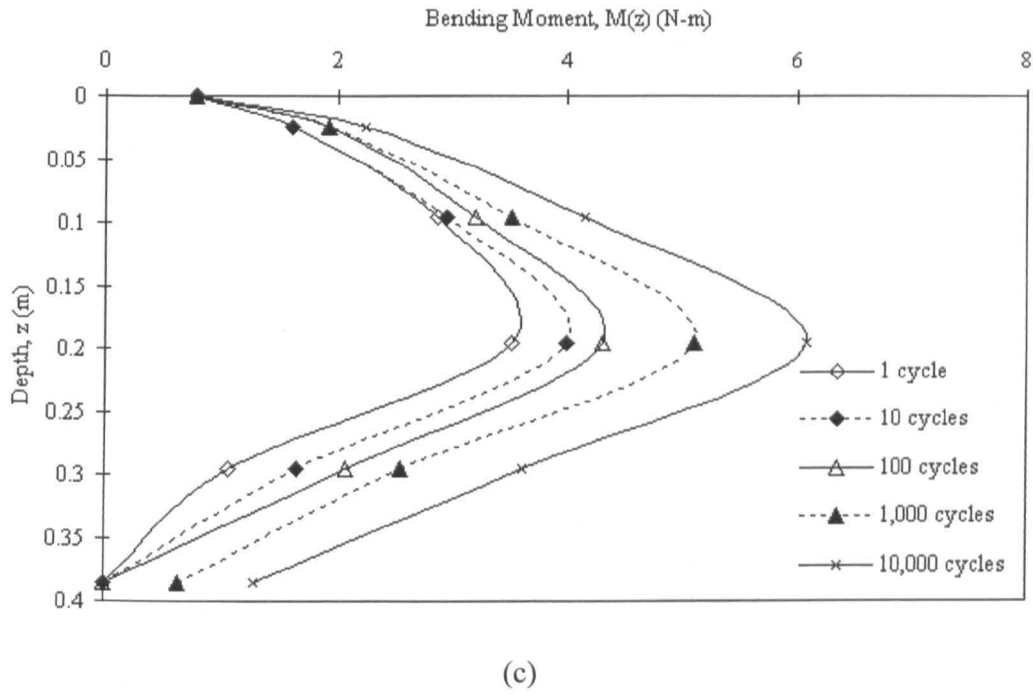 Bending Moment, M(z) (N-m)
0 2 4 6 8
0
0.05
0.1
0.15
0.2
0.25
0.3
0.35
0.4
Depth, z (m)
1 cycle
10 cycles
100 cycles
1,000 cycles
10,000 cycles
(c)